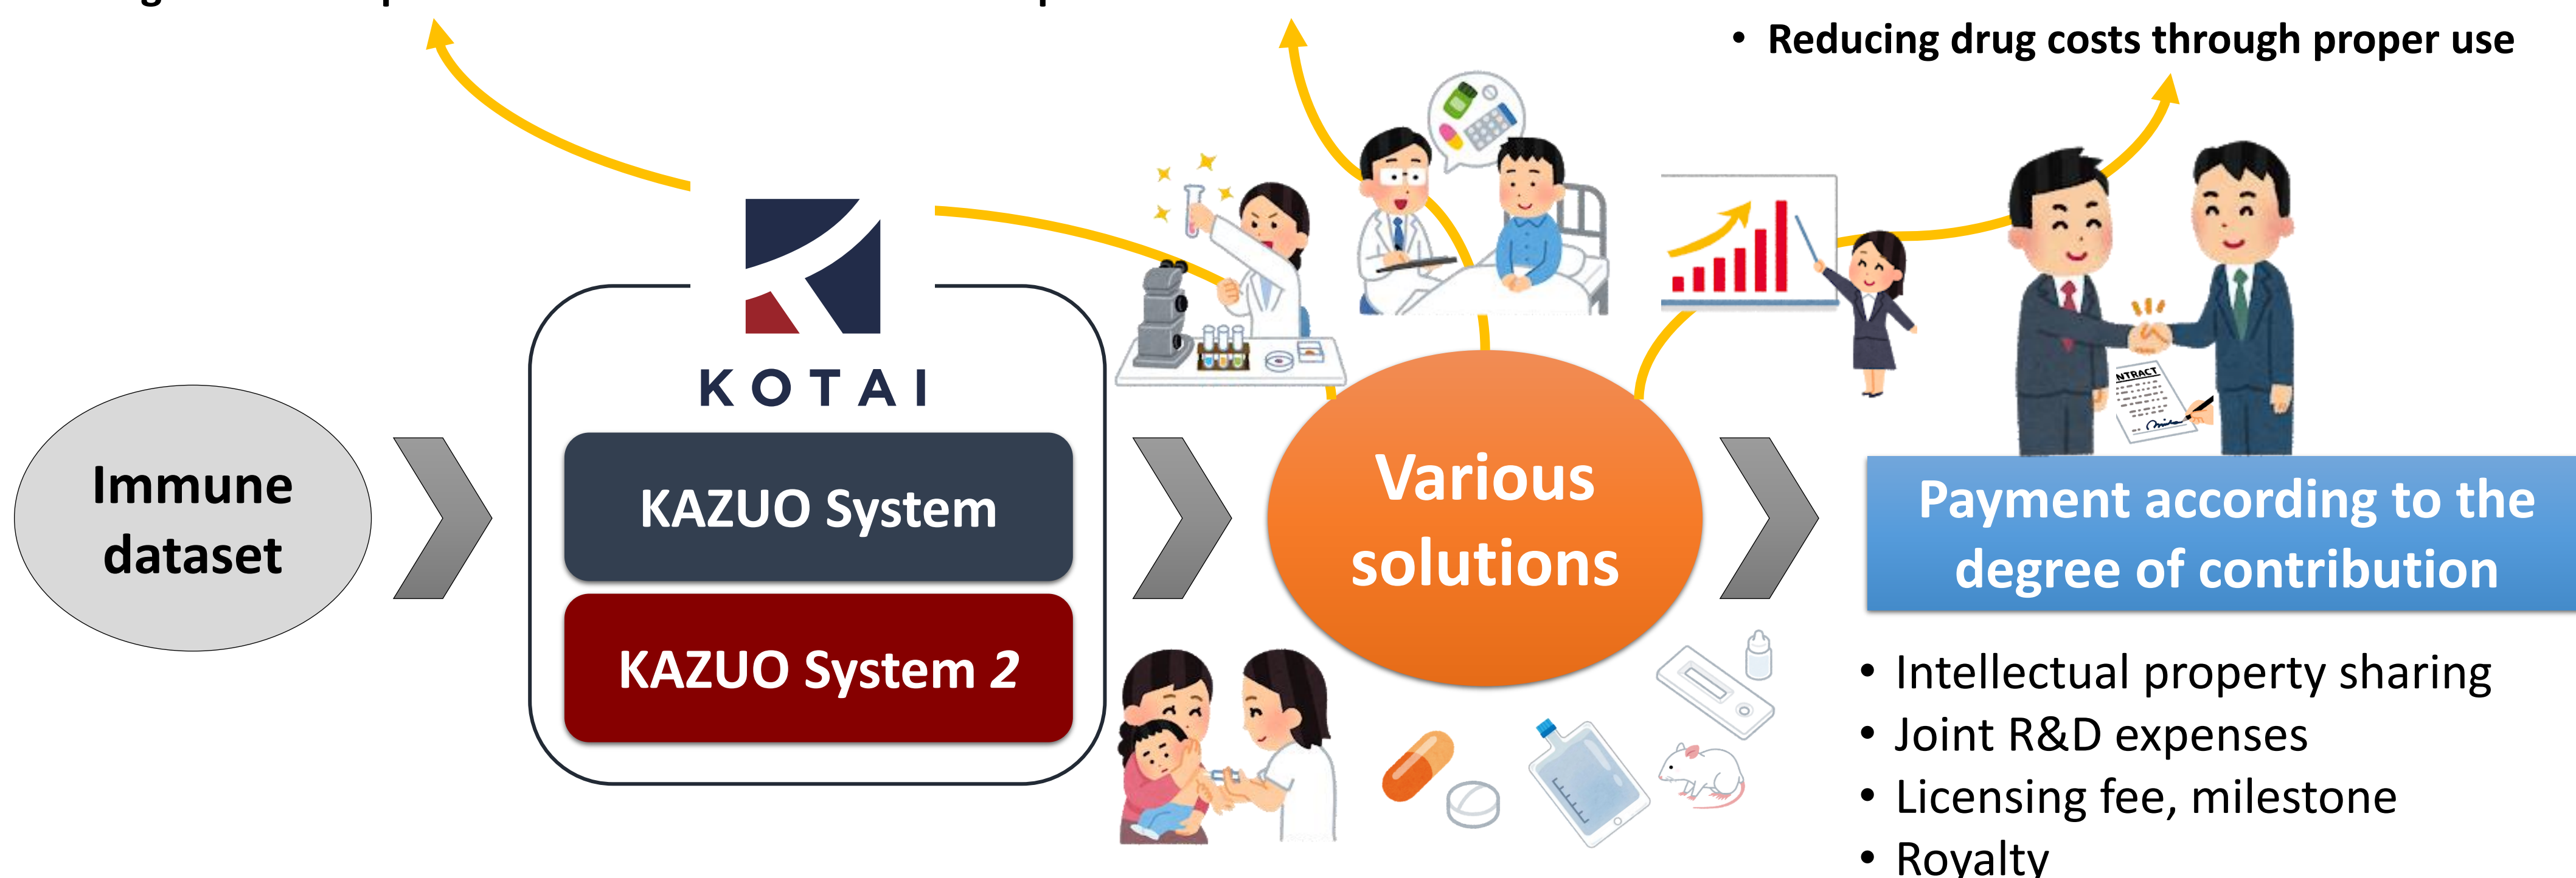 • Reducing drug costs through proper use
KOTAI
Immune
dataset
KAZUO System
KAZUO System 2
Various
solutions
NTRACT
Payment according to the
degree of contribution
• Intellectual property sharing
• Joint R&D expenses
• Licensing fee, milestone
• Royalty